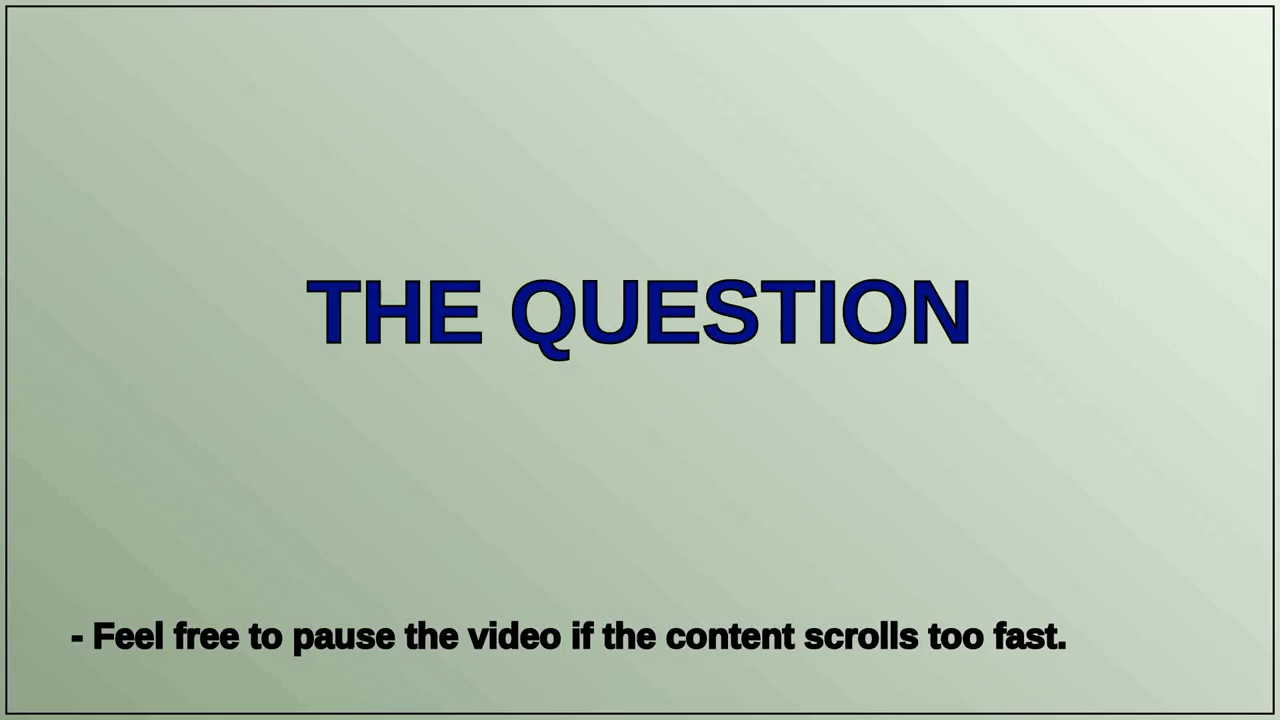 THE QUESTION
- Feel free to pause the video if the content scrolls too fast.